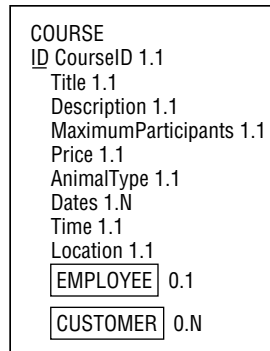 COURSE
ID CourseID 1.1
Title 1.1
Description 1.1
MaximumParticipants 1.1
Price 1.1
AnimalType 1.1
Dates 1.N
Time 1.1
Location 1.1
EMPLOYEE 0.1
CUSTOMER 0.N